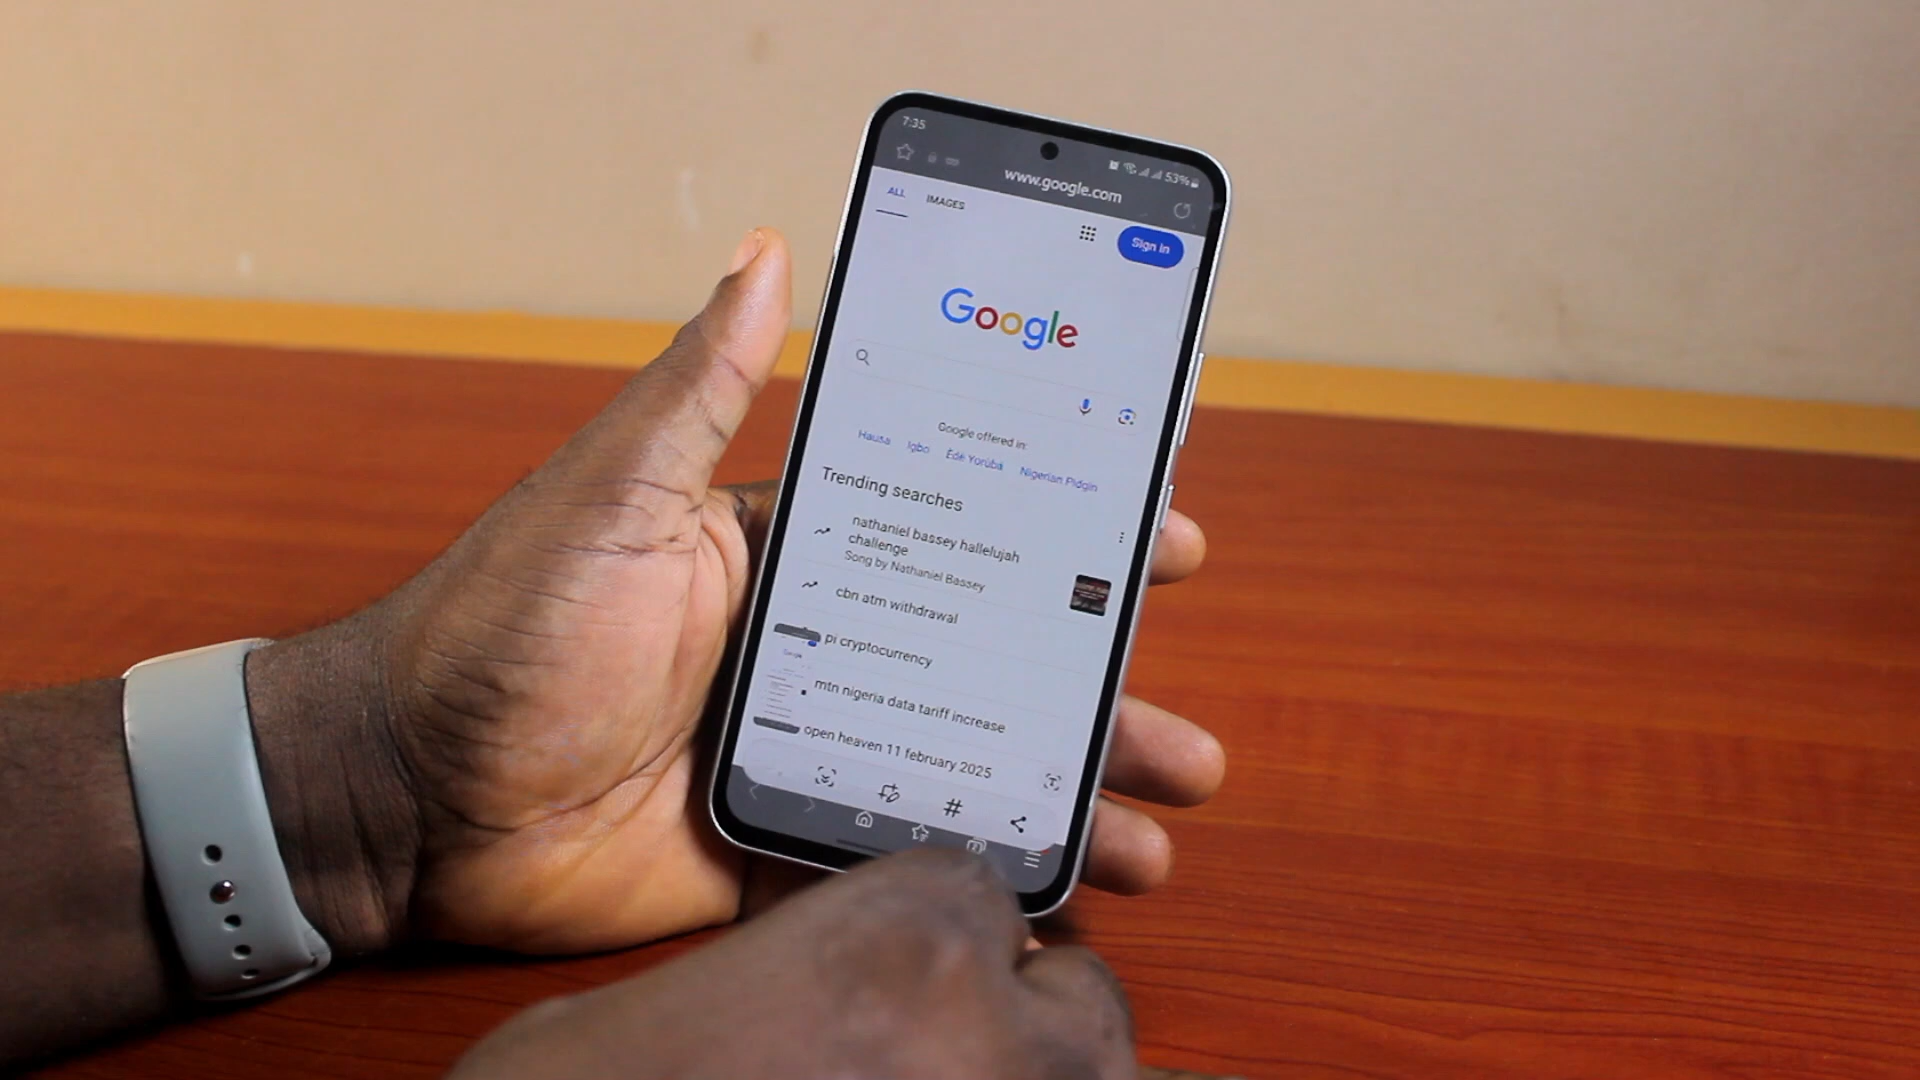 7:35
53%
www.google.com
ALL IMAGES
Sign in
Google
Google offered in:
Hausa Igbo Èdè Yorùbá Nigerian Pidgin
Trending searches
nathaniel bassey hallelujah
challenge
Song by Nathaniel Bassey
cbn atm withdrawal
pi cryptocurrency
mtn nigeria data tariff increase
open heaven 11 february 2025